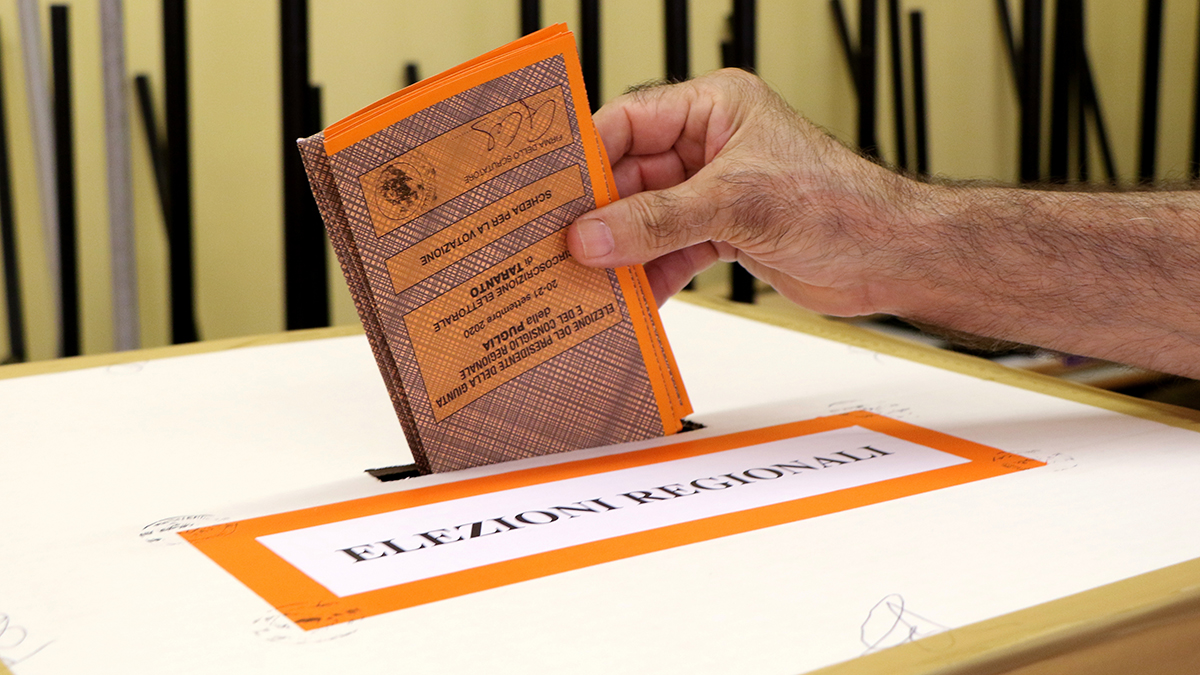 ELEZIONE DEL PRESIDENTE DELLA GIUNTA
E DEL CONSIGLIO REGIONALE
della PUGLIA
20-21 settembre 2020
CIRCOSCRIZIONE ELETTORALE
di TARANTO
SCHEDA PER LA VOTAZIONE
FIRMA DELLO SCRUTATORE
ELEZIONI REGIONALI